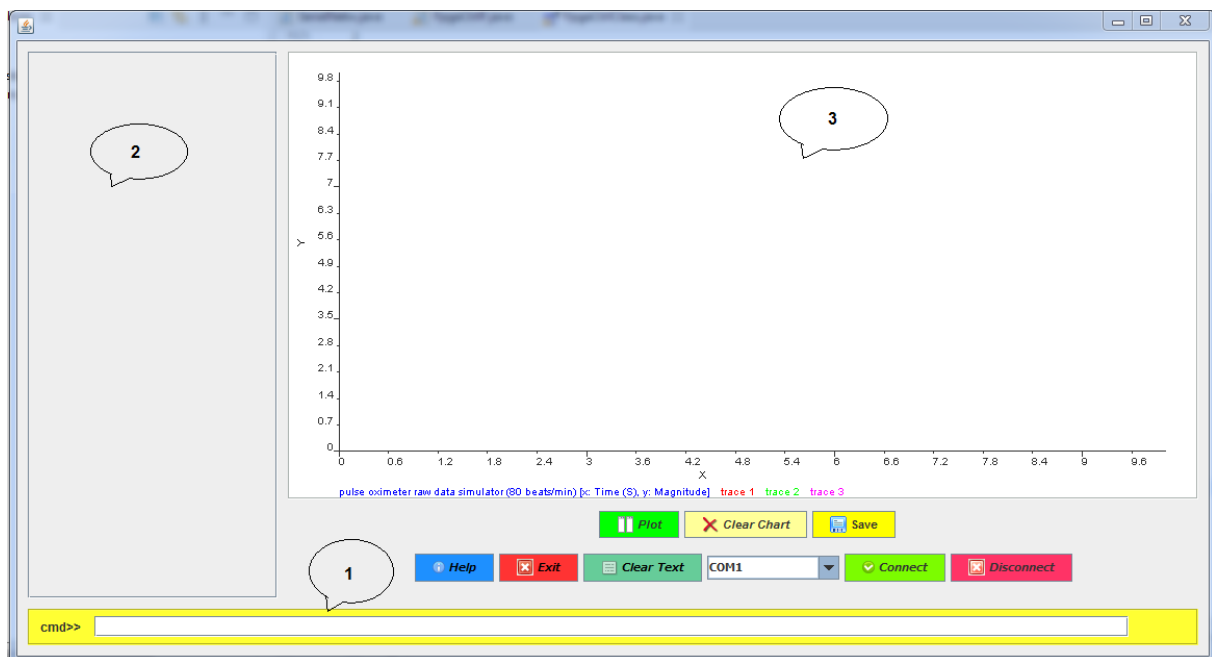 2
3
9.8
9.1
8.4
7.7
7
6.3
5.6
4.9
4.2
3.5
2.8
2.1
1.4
0.7
0
Y
0 0.6 1.2 1.8 2.4 3 3.6 4.2 4.8 5.4 6 6.6 7.2 7.8 8.4 9 9.6
X
pulse oximeter raw data simulator (80 beats/min) [x: Time (S), y: Magnitude] trace 1 trace 2 trace 3
Plot Clear Chart Save
1
Help Exit Clear Text COM1 Connect Disconnect
cmd>>